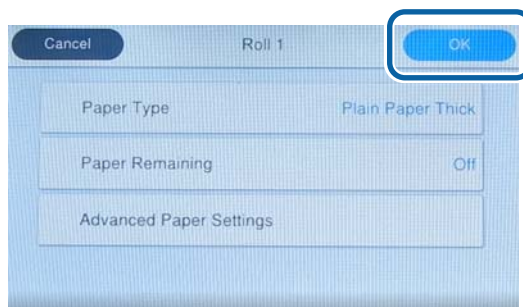 Cancel Roll 1 OK
Paper Type Plain Paper Thick
Paper Remaining Off
Advanced Paper Settings